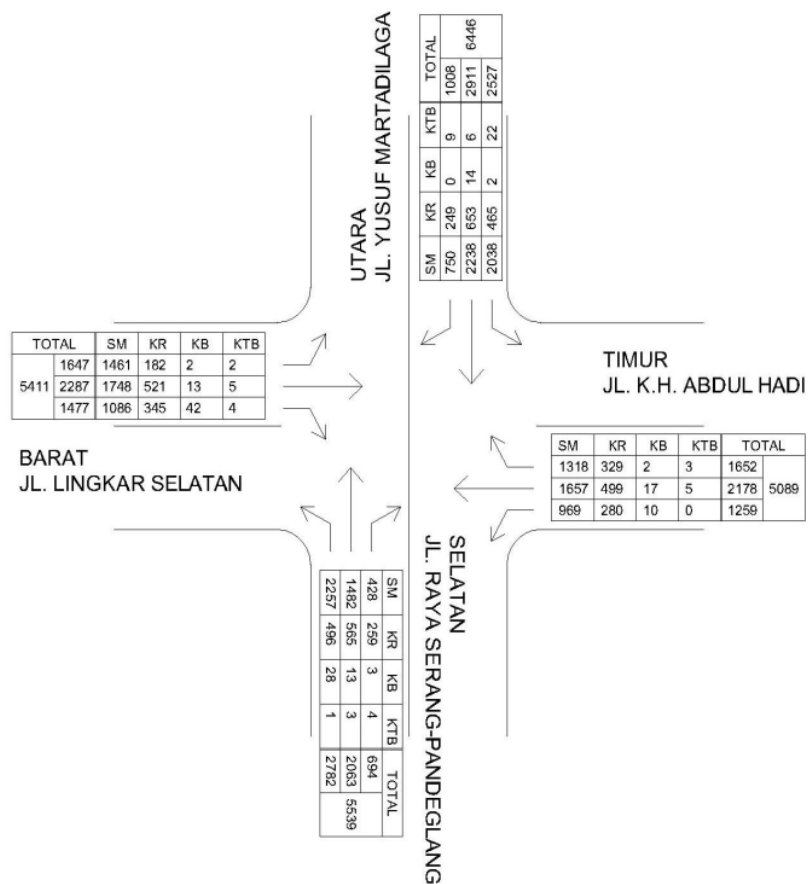 UTARA
JL. YUSUF MARTADILAGA
SM KR KB KTB TOTAL
750 249 0 9 1008
2238 653 14 6 2911 6446
2038 465 2 22 2527
TOTAL SM KR KB KTB
1647 1461 182 2 2
5411 2287 1748 521 13 5
1477 1086 345 42 4
BARAT
JL. LINGKAR SELATAN
TIMUR
JL. K.H. ABDUL HADI
SM KR KB KTB TOTAL
1318 329 2 3 1652
1657 499 17 5 2178 5089
969 280 10 0 1259
SELATAN
JL. RAYA SERANG-PANDEGLANG
SM KR KB KTB TOTAL
428 259 3 4 694
1482 565 13 3 2063 5539
2257 496 28 1 2782